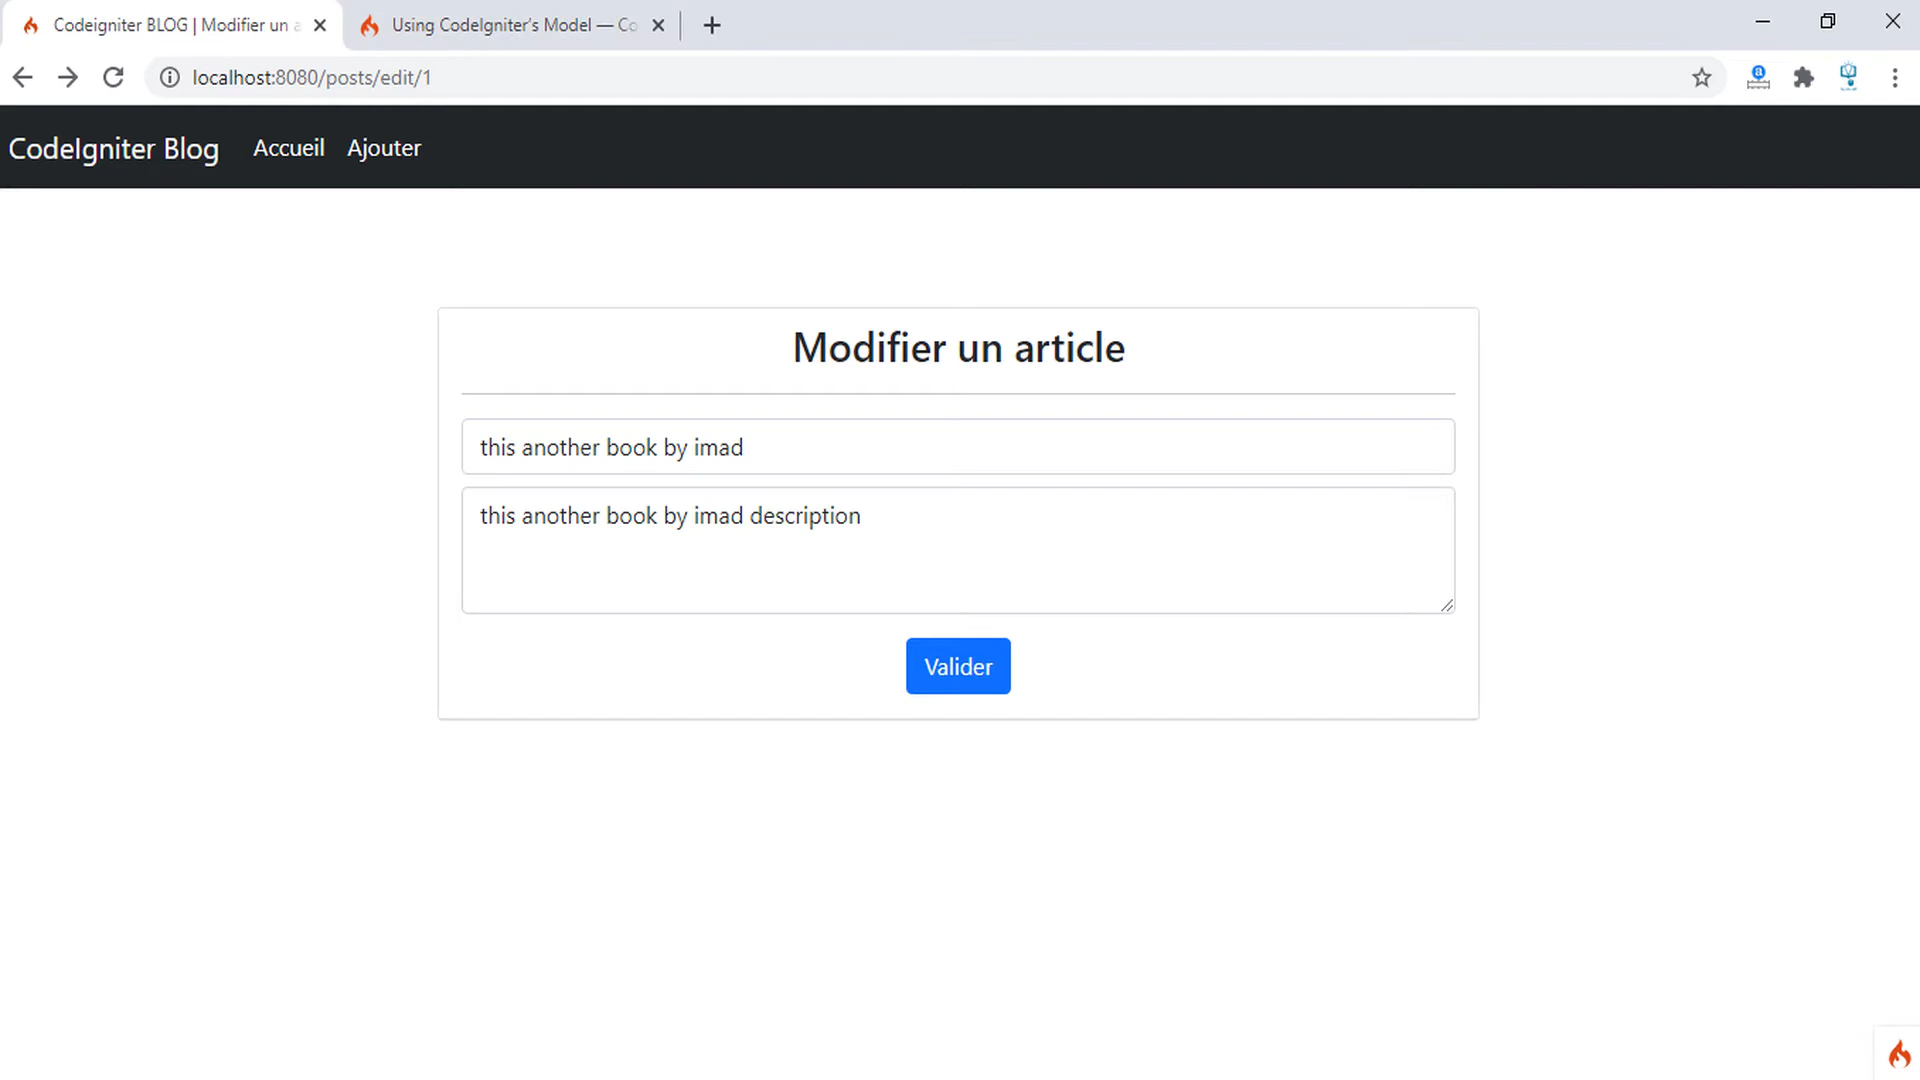 Codeigniter BLOG | Modifier un a
Using CodeIgniter's Model — Co
localhost:8080/posts/edit/1
CodeIgniter Blog
Accueil
Ajouter
Modifier un article
this another book by imad
this another book by imad description
Valider